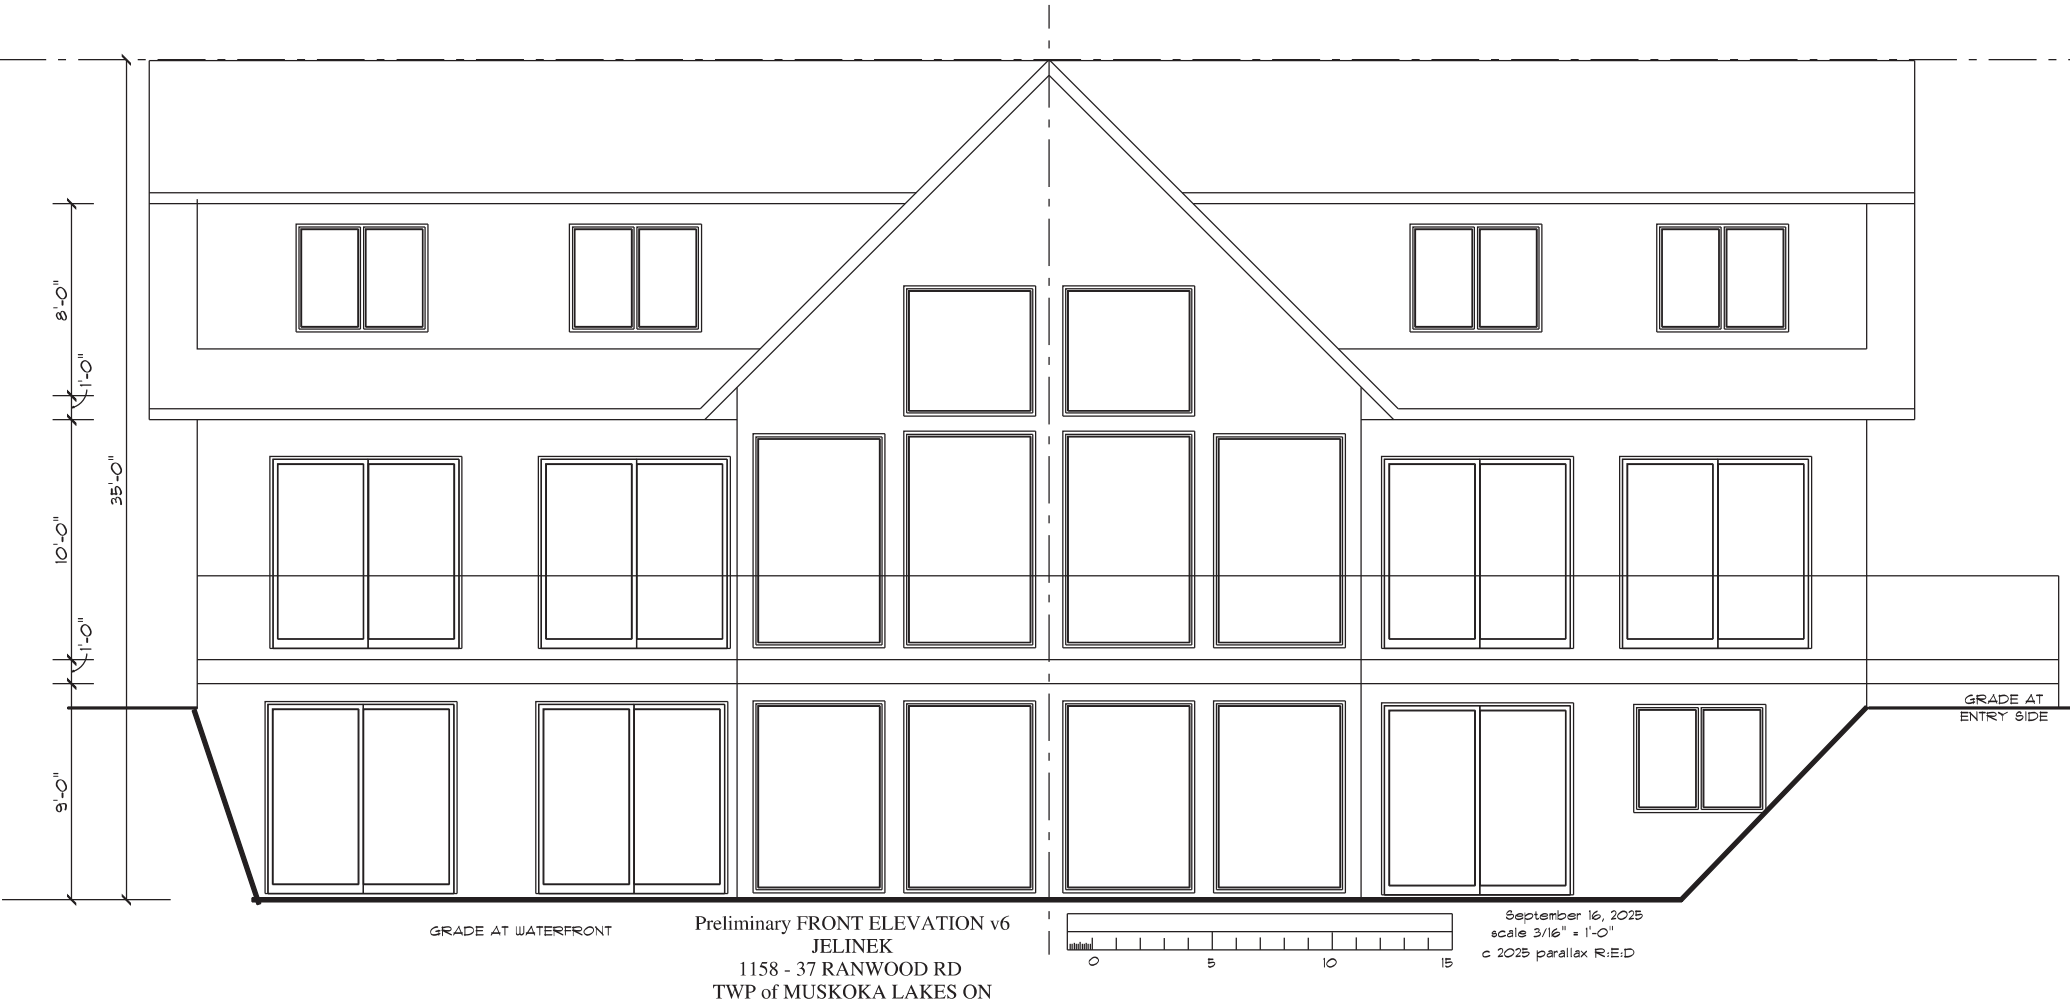 8'-0"
1'-0"
35'-0"
10'-0"
1'-0"
9'-0"
GRADE AT
ENTRY SIDE
GRADE AT WATERFRONT
Preliminary FRONT ELEVATION v6
JELINEK
1158 - 37 RANWOOD RD
TWP of MUSKOKA LAKES ON
0 5 10 15
September 16, 2025
scale 3/16" = 1'-0"
c 2025 parallax R:E:D